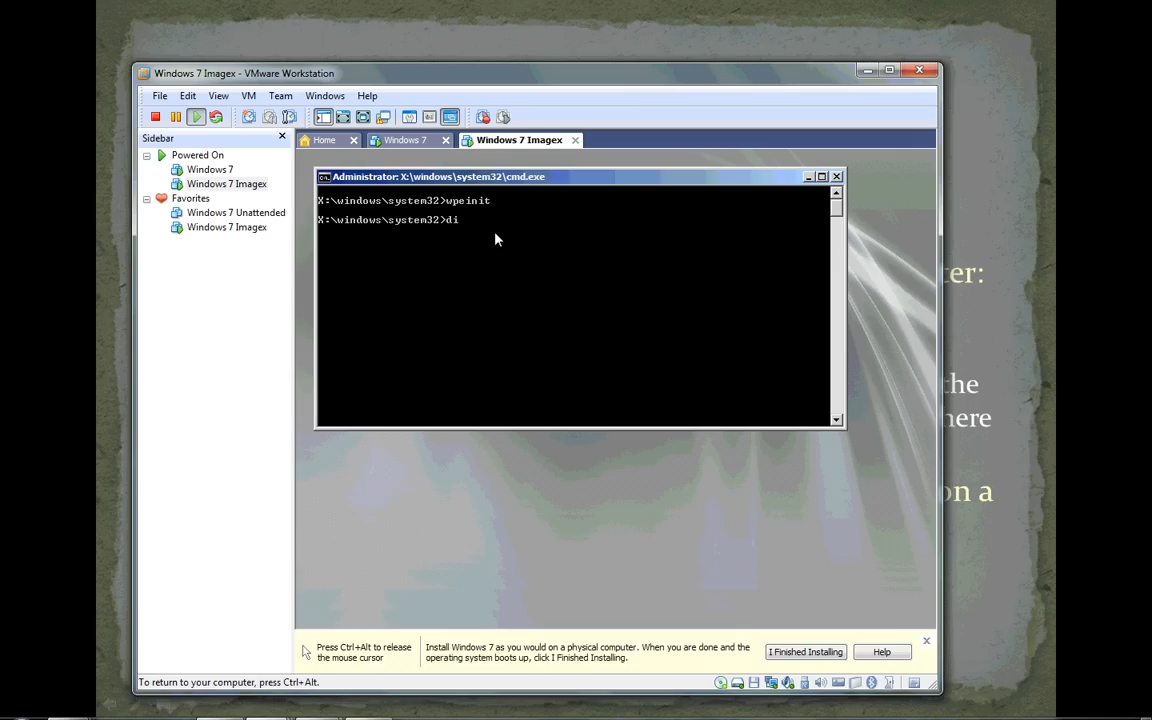 Windows 7 Imagex - VMware Workstation
File Edit View VM Team Windows Help
Sidebar
Powered On
Windows 7
Windows 7 Imagex
Favorites
Windows 7 Unattended
Windows 7 Imagex
Home Windows 7 Windows 7 Imagex
Administrator: X:\windows\system32\cmd.exe
X:\windows\system32>wpeinit
X:\windows\system32>di
ter:
the
here
on a
Press Ctrl+Alt to release
the mouse cursor
Install Windows 7 as you would on a physical computer. When you are done and the
operating system boots up, click I Finished Installing.
I Finished Installing
Help
To return to your computer, press Ctrl+Alt.